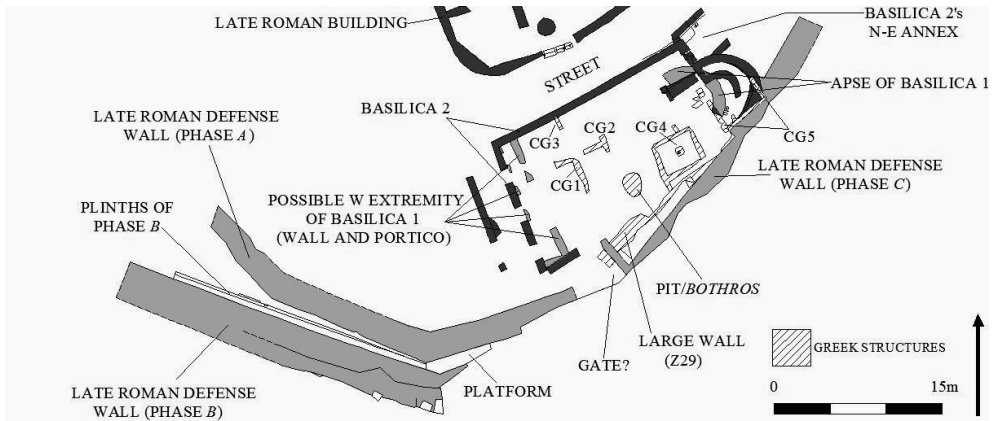 LATE ROMAN BUILDING
BASILICA 2's
N-E ANNEX
STREET
APSE OF BASILICA 1
BASILICA 2
LATE ROMAN DEFENSE
WALL (PHASE A)
CG3
CG2
CG4
CG5
CG1
LATE ROMAN DEFENSE
WALL (PHASE C)
PLINTHS OF
PHASE B
POSSIBLE W EXTREMITY
OF BASILICA 1
(WALL AND PORTICO)
PIT/BOTHROS
LARGE WALL
(Z29)
GATE?
GREEK STRUCTURES
PLATFORM
LATE ROMAN DEFENSE
WALL (PHASE B)
0 15m